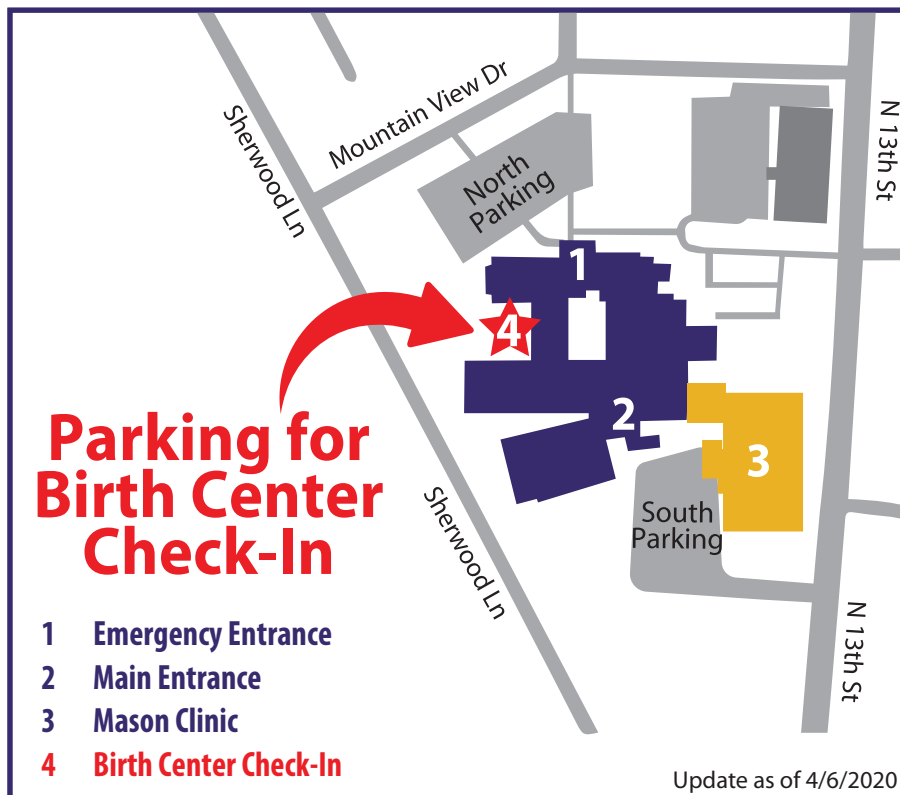 Mountain View Dr
Sherwood Ln
N 13th St
North
Parking
1
4
2
3
Parking for
Birth Center
Check-In
Sherwood Ln
South
Parking
N 13th St
1 Emergency Entrance
2 Main Entrance
3 Mason Clinic
4 Birth Center Check-In
Update as of 4/6/2020